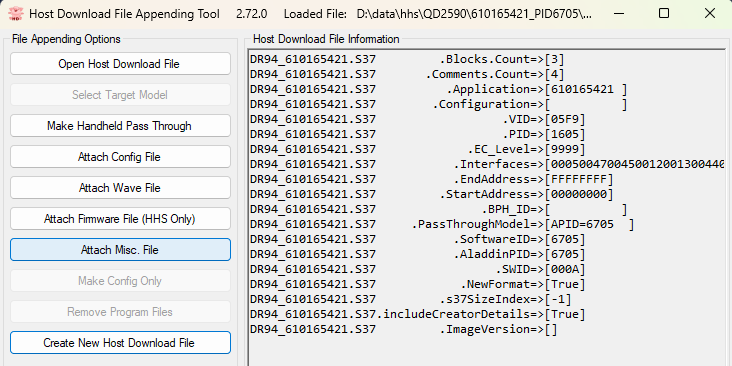 Host Download File Appending Tool 2.72.0 Loaded File: D:\data\hhs\QD2590\610165421_PID6705\...
File Appending Options
Open Host Download File
Select Target Model
Make Handheld Pass Through
Attach Config File
Attach Wave File
Attach Firmware File (HHS Only)
Attach Misc. File
Make Config Only
Remove Program Files
Create New Host Download File
Host Download File Information
DR94_610165421.S37 .Blocks.Count=>[3]
DR94_610165421.S37 .Comments.Count=>[4]
DR94_610165421.S37 .Application=>[610165421 ]
DR94_610165421.S37 .Configuration=>[ ]
DR94_610165421.S37 .VID=>[05F9]
DR94_610165421.S37 .PID=>[1605]
DR94_610165421.S37 .EC_Level=>[9999]
DR94_610165421.S37 .Interfaces=>[000500470045001200130044​0
DR94_610165421.S37 .EndAddress=>[FFFFFFFF]
DR94_610165421.S37 .StartAddress=>[00000000]
DR94_610165421.S37 .BPH_ID=>[ ]
DR94_610165421.S37 .PassThroughModel=>[APID=6705 ]
DR94_610165421.S37 .SoftwareID=>[6705]
DR94_610165421.S37 .AladdinPID=>[6705]
DR94_610165421.S37 .SWID=>[000A]
DR94_610165421.S37 .NewFormat=>[True]
DR94_610165421.S37 .s37SizeIndex=>[-1]
DR94_610165421.S37.includeCreatorDetails=>[True]
DR94_610165421.S37 .ImageVersion=>[]